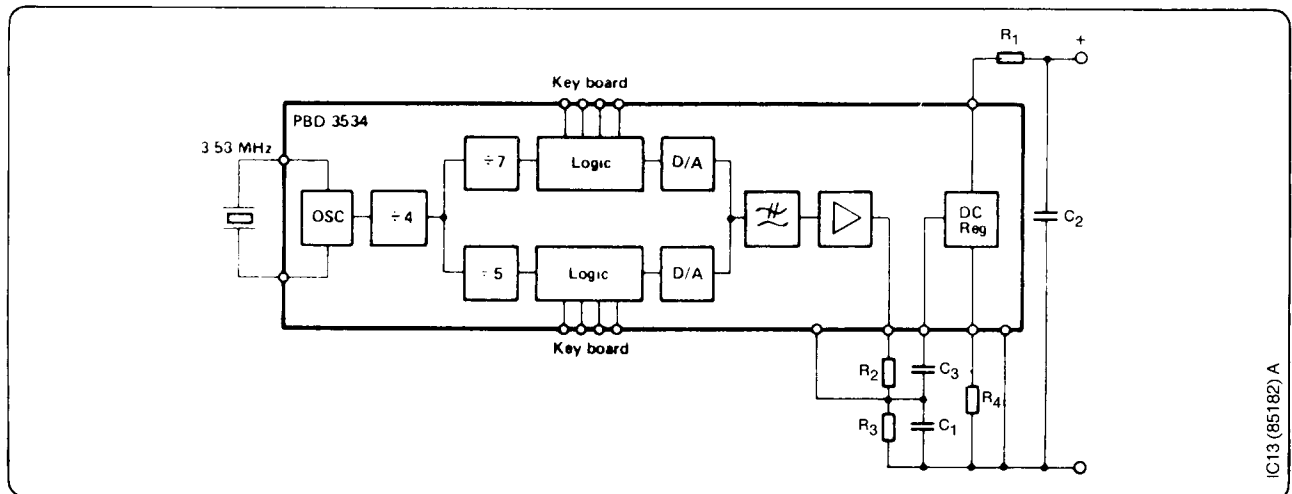 R1
+
Key board
PBD 3534
3.53 MHz
÷7
Logic
D/A
OSC
÷4
DC
Reg
C2
÷5
Logic
D/A
Key board
R2
C3
R4
R3
C1
IC13 (85182) A